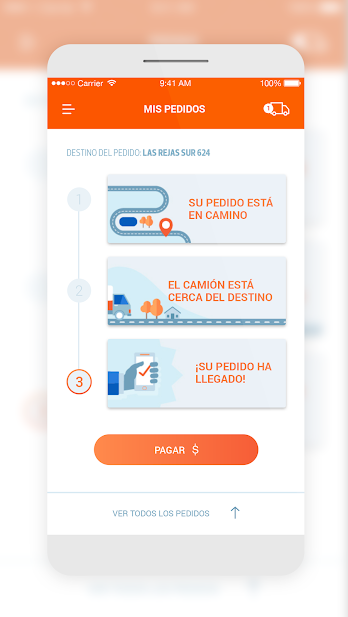 Carrier 9:41 AM 100%
MIS PEDIDOS
1
DESTINO DEL PEDIDO: LAS REJAS SUR 624
1
SU PEDIDO ESTÁ
EN CAMINO
2
EL CAMIÓN ESTÁ
CERCA DEL DESTINO
3
¡SU PEDIDO HA
LLEGADO!
PAGAR $
VER TODOS LOS PEDIDOS